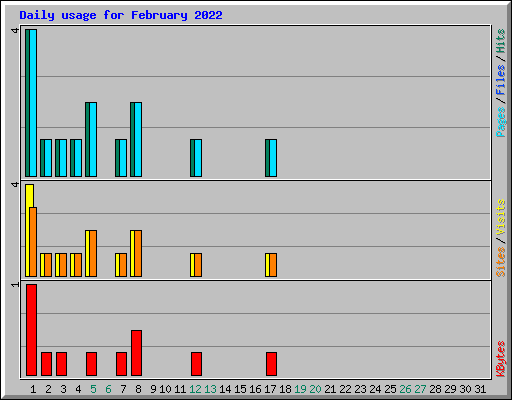 Daily usage for February 2022
4
Pages / Files / Hits
4
Sites / Visits
1
KBytes
1 2 3 4 5 6 7 8 9 10 11 12 13 14 15 16 17 18 19 20 21 22 23 24 25 26 27 28 29 30 31